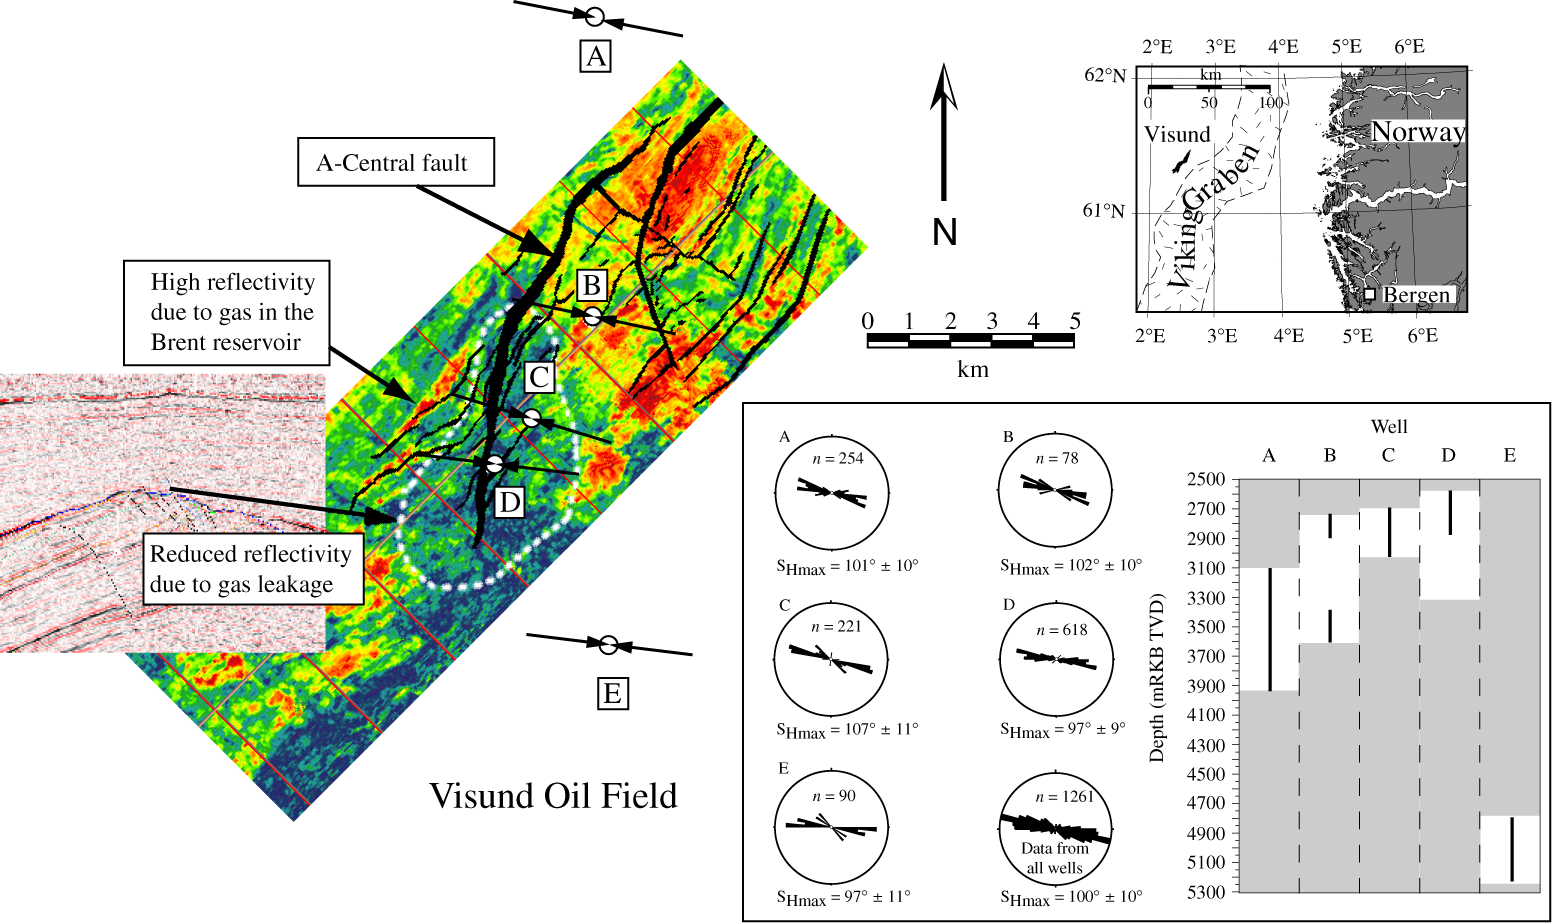 A
A-Central fault
High reflectivity
due to gas in the
Brent reservoir
B
C
D
Reduced reflectivity
due to gas leakage
E
Visund Oil Field
N
0 1 2 3 4 5
km
2°E 3°E 4°E 5°E 6°E
62°N
km
0 50 100
Visund
Norway
Viking Graben
61°N
Bergen
2°E 3°E 4°E 5°E 6°E
A
n = 254
SHmax = 101° ± 10°
B
n = 78
SHmax = 102° ± 10°
C
n = 221
SHmax = 107° ± 11°
D
n = 618
SHmax = 97° ± 9°
E
n = 90
SHmax = 97° ± 11°
n = 1261
Data from
all wells
SHmax = 100° ± 10°
Well
A B C D E
Depth (mRKB TVD)
2500
2700
2900
3100
3300
3500
3700
3900
4100
4300
4500
4700
4900
5100
5300